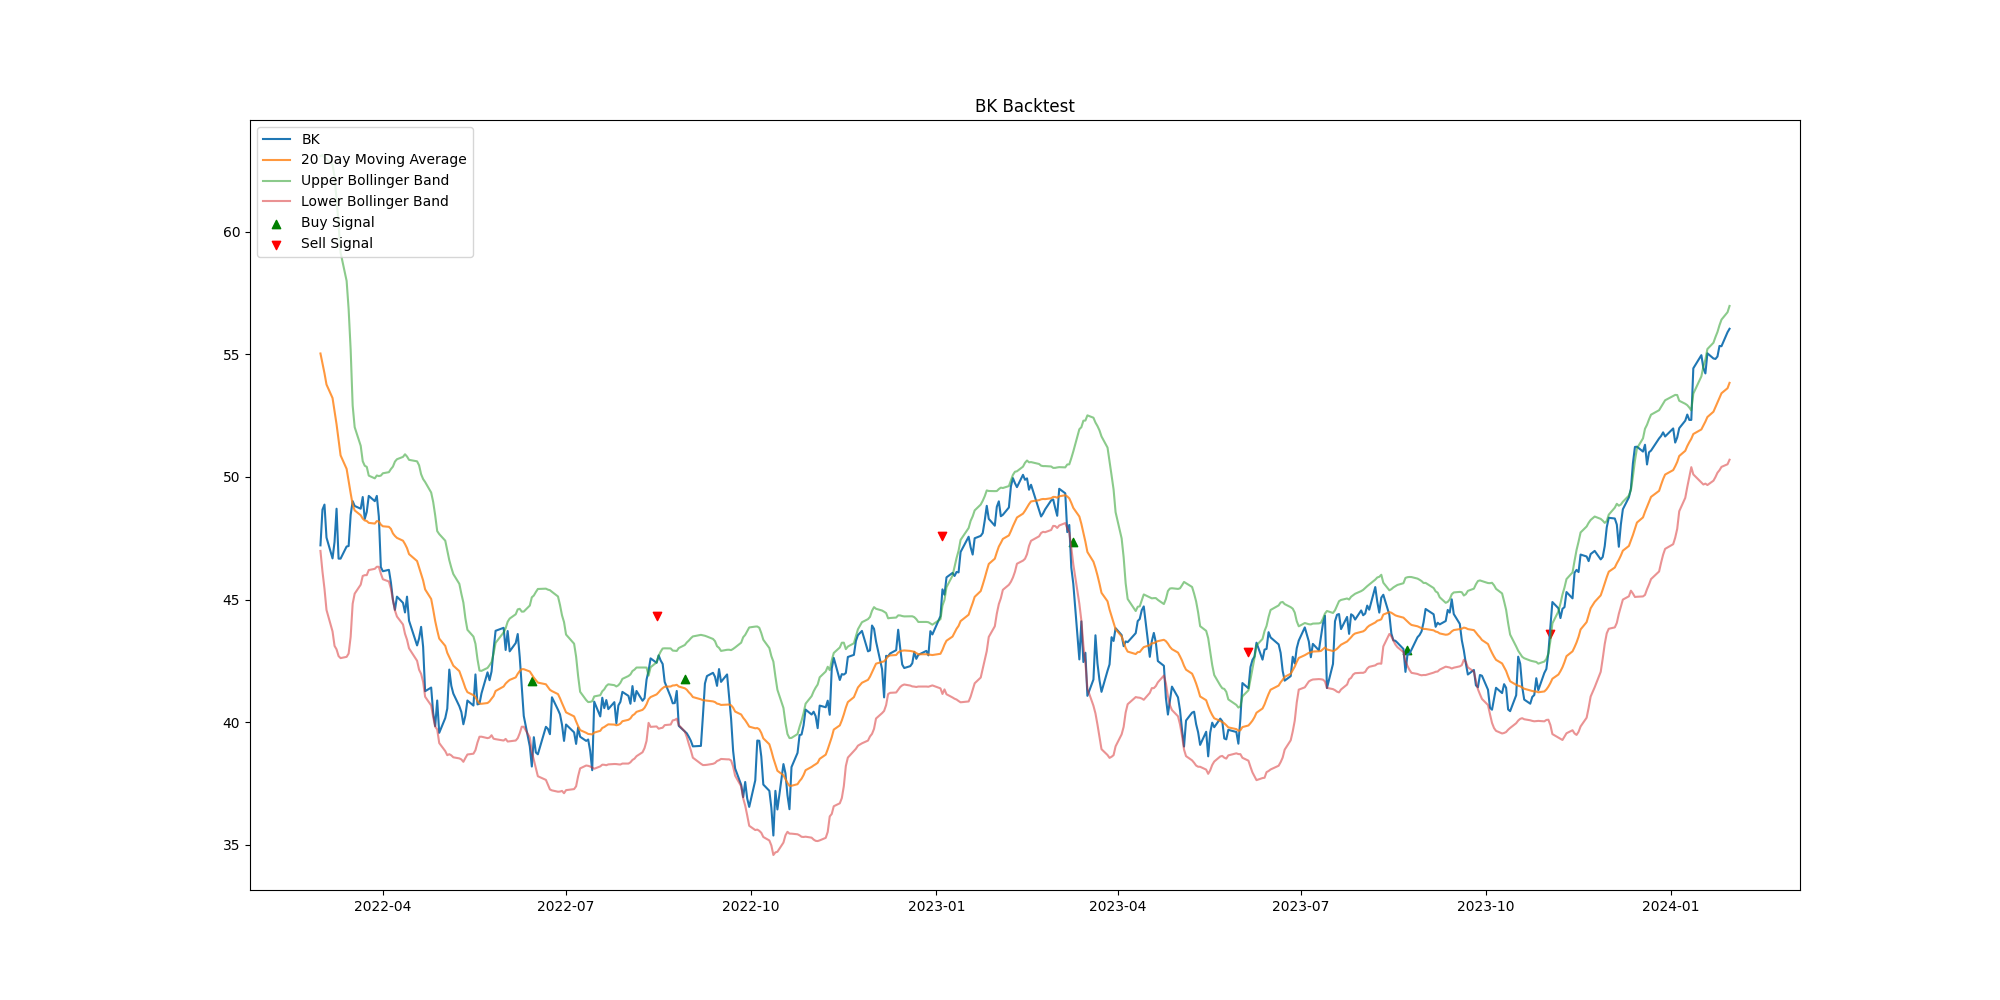 BK Backtest
BK
20 Day Moving Average
Upper Bollinger Band
Lower Bollinger Band
Buy Signal
Sell Signal
60
55
50
45
40
35
2022-04
2022-07
2022-10
2023-01
2023-04
2023-07
2023-10
2024-01